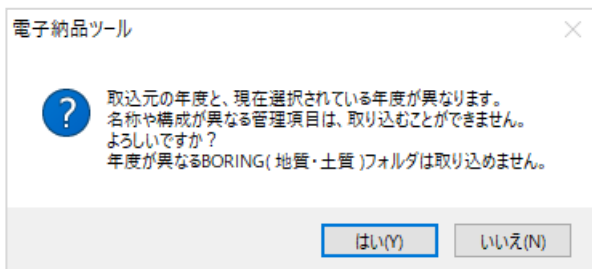 電子納品ツール
取込元の年度と、現在選択されている年度が異なります。
名称や構成が異なる管理項目は、取り込むことができません。
よろしいですか？
年度が異なるBORING( 地質・土質 )フォルダは取り込めません。
はい(Y)
いいえ(N)